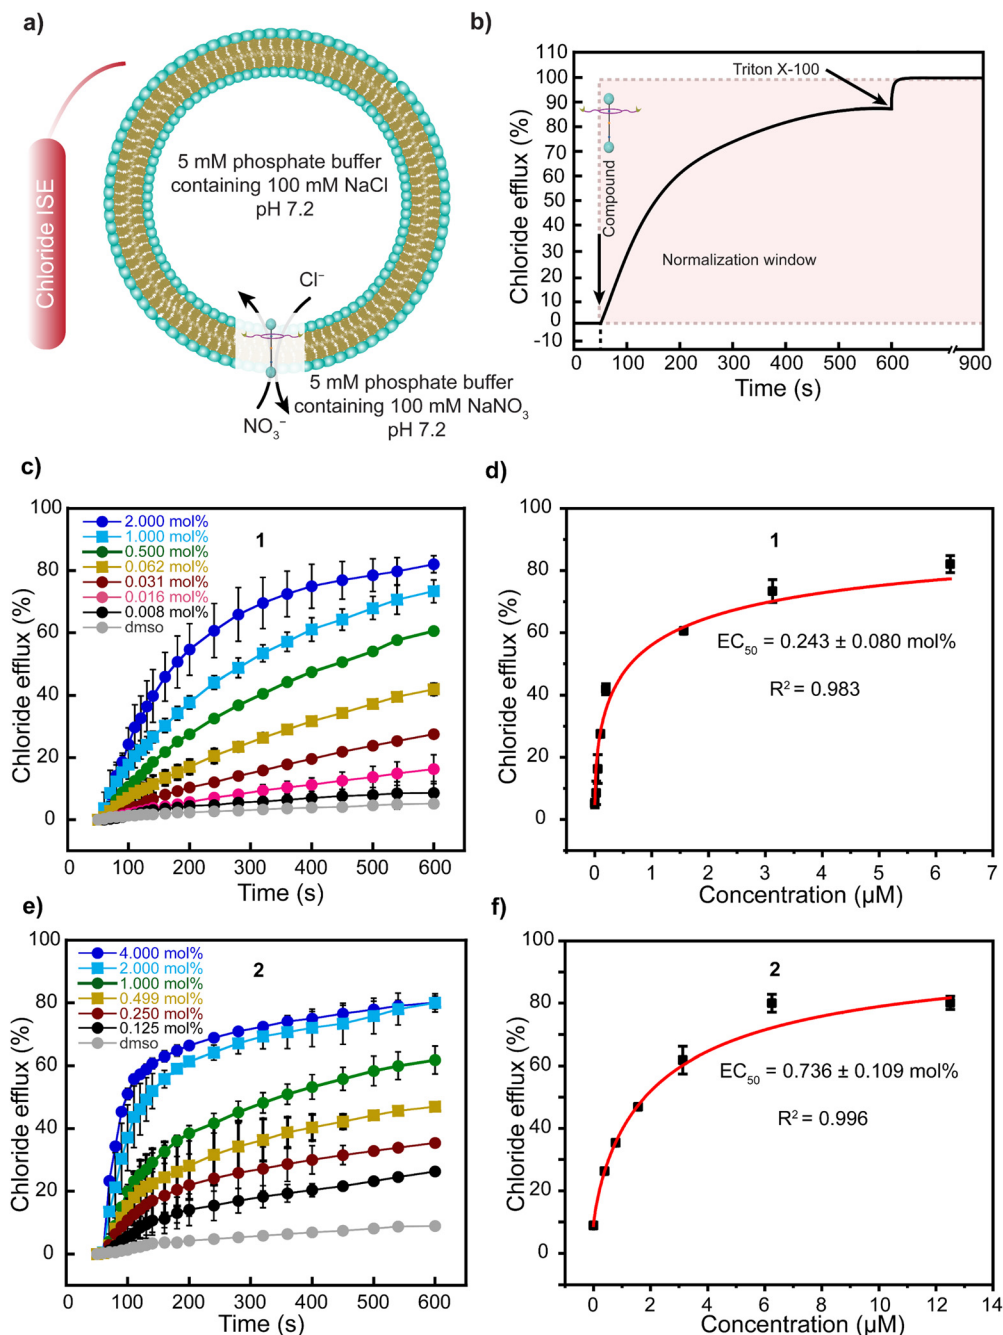 a)
Chloride ISE
5 mM phosphate buffer
containing 100 mM NaCl
pH 7.2
Cl⁻
5 mM phosphate buffer
containing 100 mM NaNO₃
pH 7.2
NO₃⁻
b)
Chloride efflux (%)
110
100
90
80
70
60
50
40
30
20
10
0
-10
Triton X-100
Compound
Normalization window
0 100 200 300 400 500 600 700 900
Time (s)
c)
Chloride efflux (%)
100
80
60
40
20
0
2.000 mol%
1.000 mol%
0.500 mol%
0.062 mol%
0.031 mol%
0.016 mol%
0.008 mol%
dmso
1
0 100 200 300 400 500 600
Time (s)
d)
Chloride efflux (%)
100
80
60
40
20
0
1
EC₅₀ = 0.243 ± 0.080 mol%
R² = 0.983
0 1 2 3 4 5 6 7
Concentration (µM)
e)
Chloride efflux (%)
100
80
60
40
20
0
4.000 mol%
2.000 mol%
1.000 mol%
0.499 mol%
0.250 mol%
0.125 mol%
dmso
2
0 100 200 300 400 500 600
Time (s)
f)
Chloride efflux (%)
100
80
60
40
20
0
2
EC₅₀ = 0.736 ± 0.109 mol%
R² = 0.996
0 2 4 6 8 10 12 14
Concentration (µM)